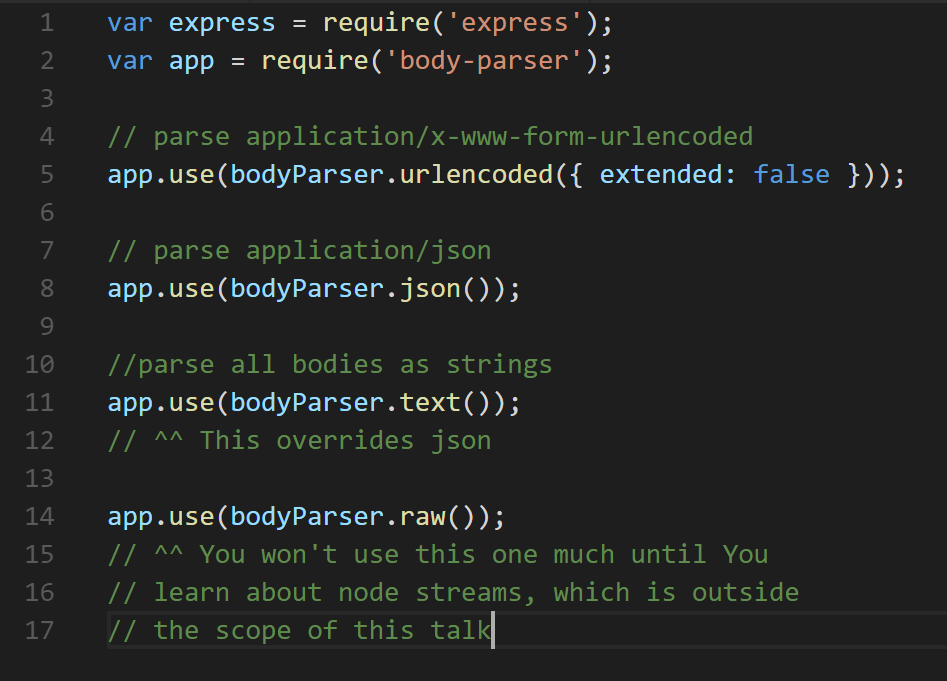 1 var express = require('express');
2 var app = require('body-parser');
3
4 // parse application/x-www-form-urlencoded
5 app.use(bodyParser.urlencoded({ extended: false }));
6
7 // parse application/json
8 app.use(bodyParser.json());
9
10 //parse all bodies as strings
11 app.use(bodyParser.text());
12 // ^^ This overrides json
13
14 app.use(bodyParser.raw());
15 // ^^ You won't use this one much until You
16 // learn about node streams, which is outside
17 // the scope of this talk